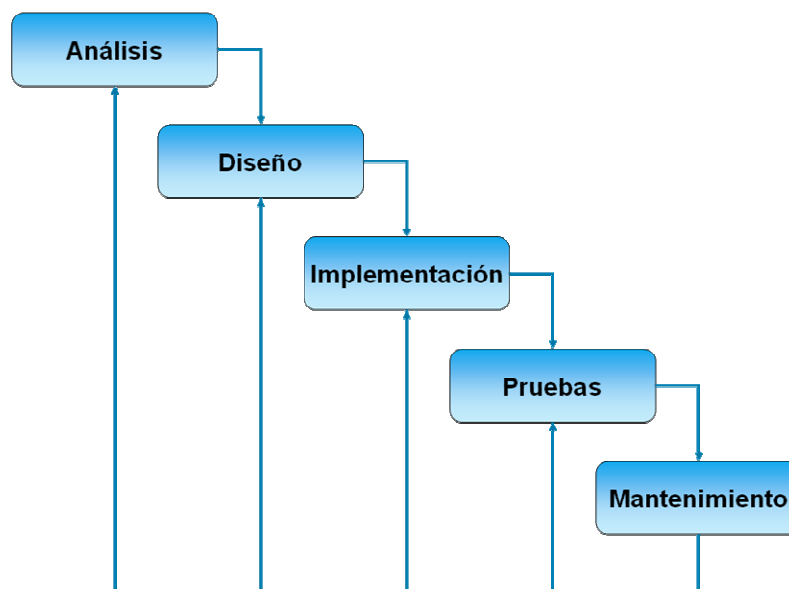 Análisis
Diseño
Implementación
Pruebas
Mantenimiento